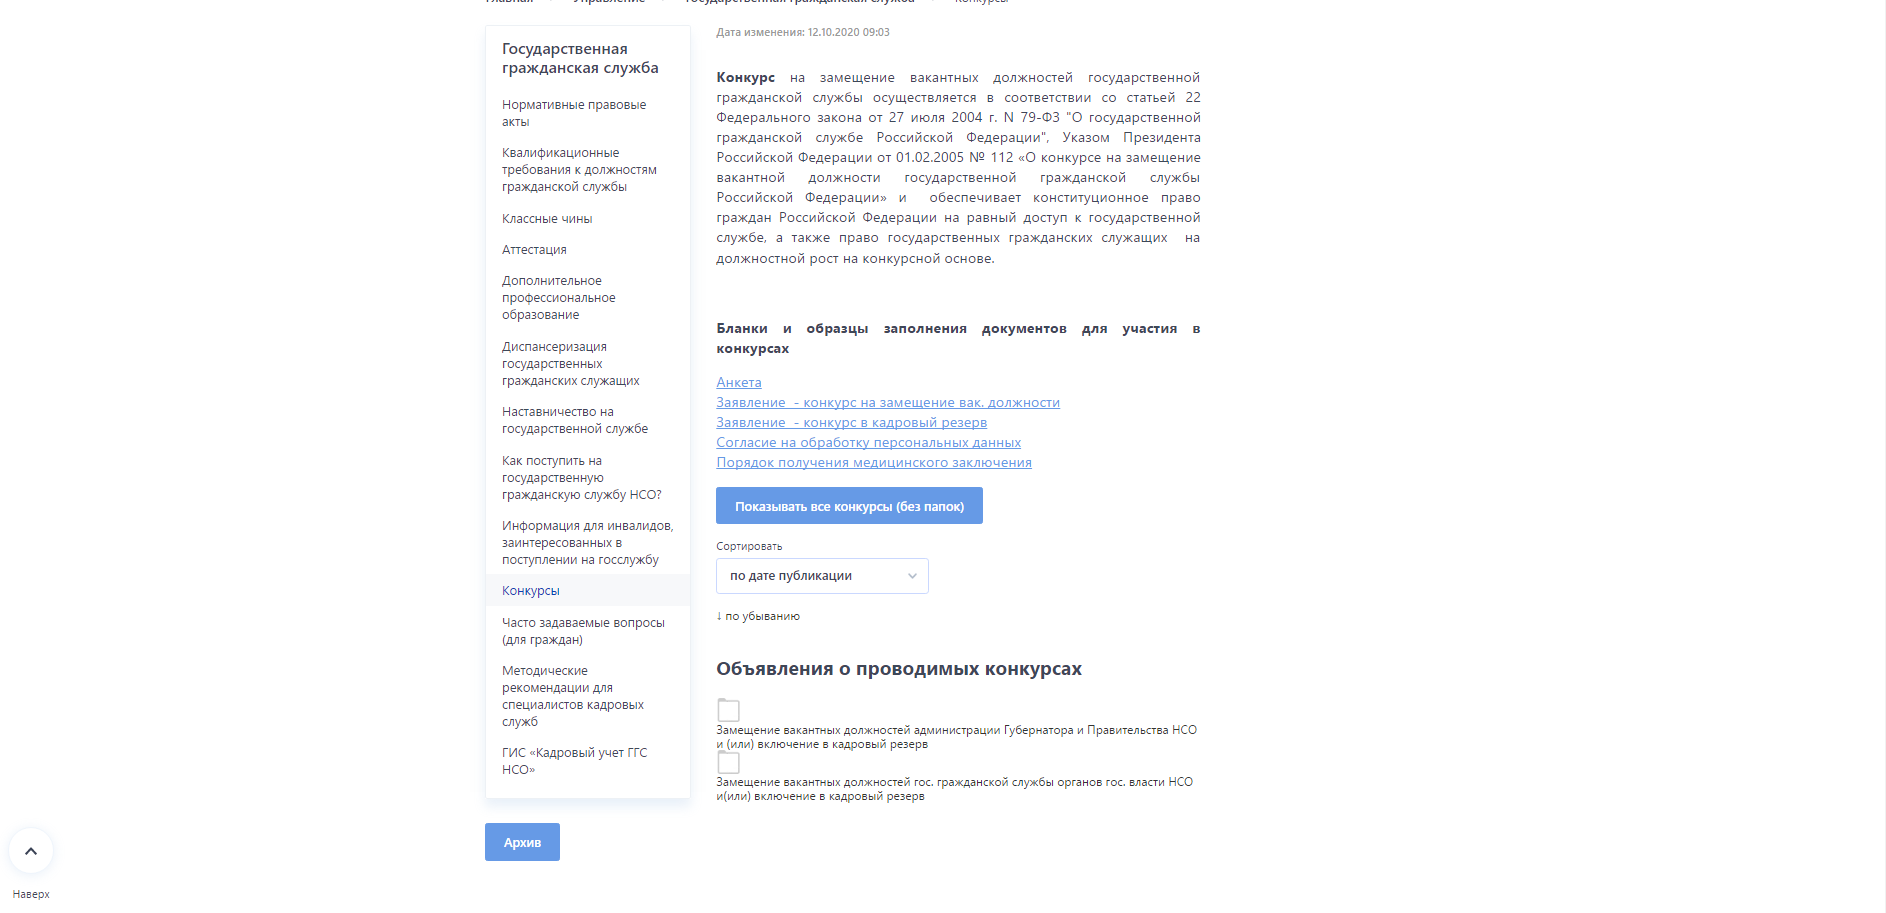 Главная
Управление
Государственная гражданская служба
Конкурсы
Государственная
гражданская служба
Нормативные правовые
акты
Квалификационные
требования к должностям
гражданской службы
Классные чины
Аттестация
Дополнительное
профессиональное
образование
Диспансеризация
государственных
гражданских служащих
Наставничество на
государственной службе
Как поступить на
государственную
гражданскую службу НСО?
Информация для инвалидов,
заинтересованных в
поступлении на госслужбу
Конкурсы
Часто задаваемые вопросы
(для граждан)
Методические
рекомендации для
специалистов кадровых
служб
ГИС «Кадровый учет ГГС
НСО»
Дата изменения: 12.10.2020 09:03
Конкурс на замещение вакантных должностей государственной
гражданской службы осуществляется в соответствии со статьей 22
Федерального закона от 27 июля 2004 г. N 79-ФЗ "О государственной
гражданской службе Российской Федерации", Указом Президента
Российской Федерации от 01.02.2005 № 112 «О конкурсе на замещение
вакантной должности государственной гражданской службы
Российской Федерации» и обеспечивает конституционное право
граждан Российской Федерации на равный доступ к государственной
службе, а также право государственных гражданских служащих на
должностной рост на конкурсной основе.
Бланки и образцы заполнения документов для участия в
конкурсах
Анкета
Заявление - конкурс на замещение вак. должности
Заявление - конкурс в кадровый резерв
Согласие на обработку персональных данных
Порядок получения медицинского заключения
Показывать все конкурсы (без папок)
Сортировать
по дате публикации
↓ по убыванию
Объявления о проводимых конкурсах
Замещение вакантных должностей администрации Губернатора и Правительства НСО
и (или) включение в кадровый резерв
Замещение вакантных должностей гос. гражданской службы органов гос. власти НСО
и(или) включение в кадровый резерв
Архив
Наверх